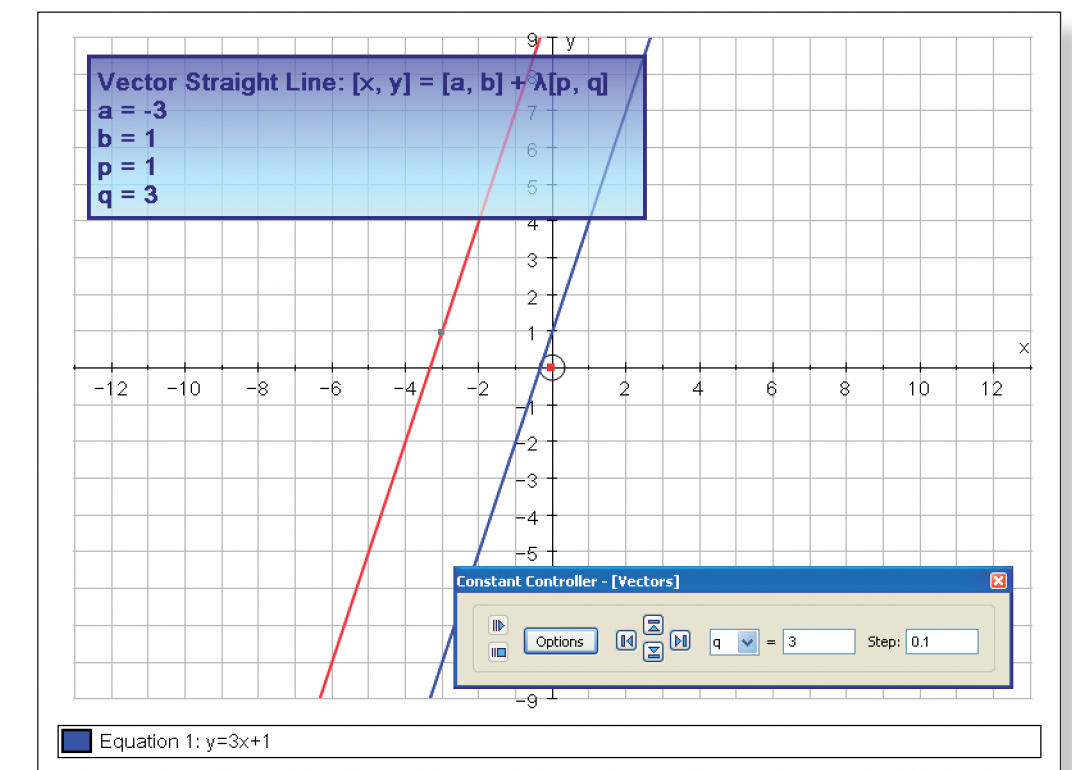 9 y
Vector Straight Line: [x, y] = [a, b] + λ[p, q]
8
a = -3
7
b = 1
6
p = 1
5
q = 3
4
3
2
1
x
−12 −10 −8 −6 −4 −2 2 4 6 8 10 12
−1
−2
−3
−4
−5
Constant Controller - [Vectors]
Options q = 3 Step: 0.1
−9
Equation 1: y=3x+1